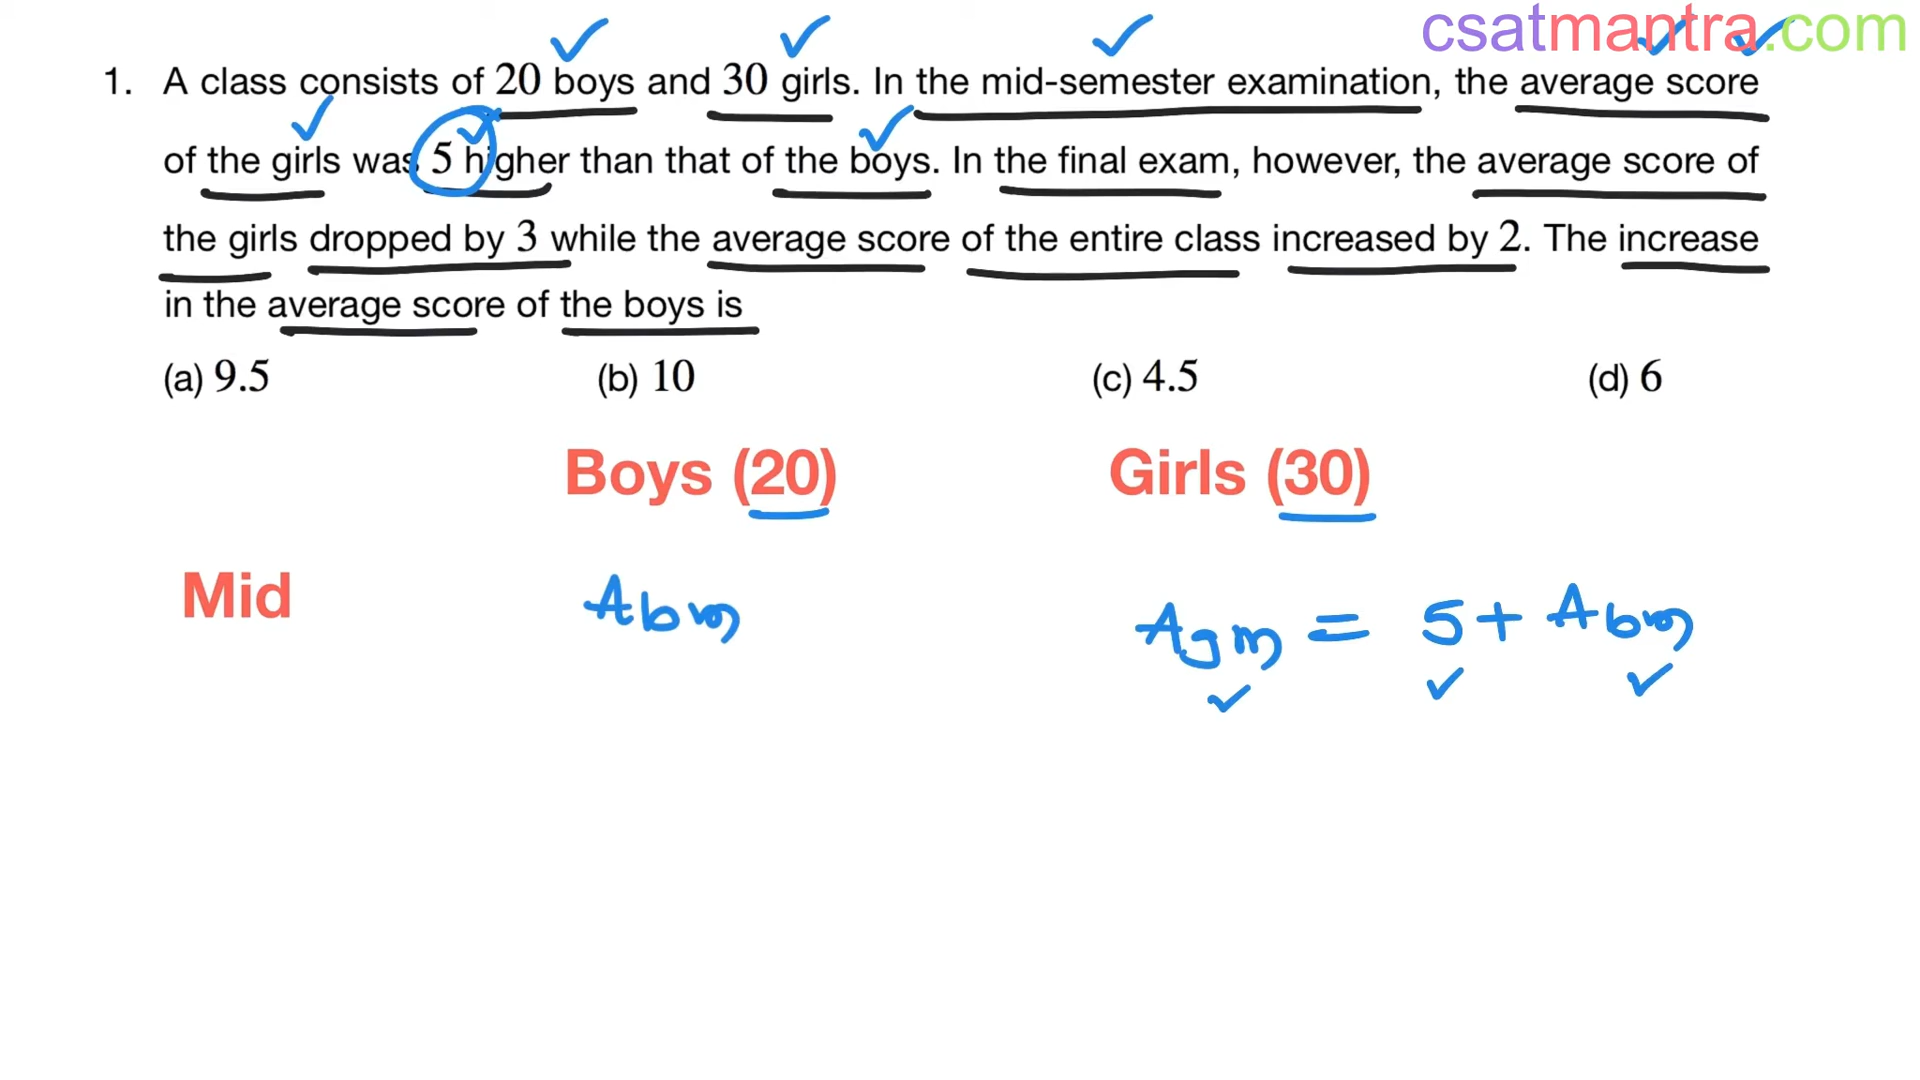 csatmantra.com
1. A class consists of 20 boys and 30 girls. In the mid-semester examination, the average score
of the girls was 5 higher than that of the boys. In the final exam, however, the average score of
the girls dropped by 3 while the average score of the entire class increased by 2. The increase
in the average score of the boys is
(a) 9.5 (b) 10 (c) 4.5 (d) 6
Boys (20) Girls (30)
Mid Abm Agm = 5 + Abm